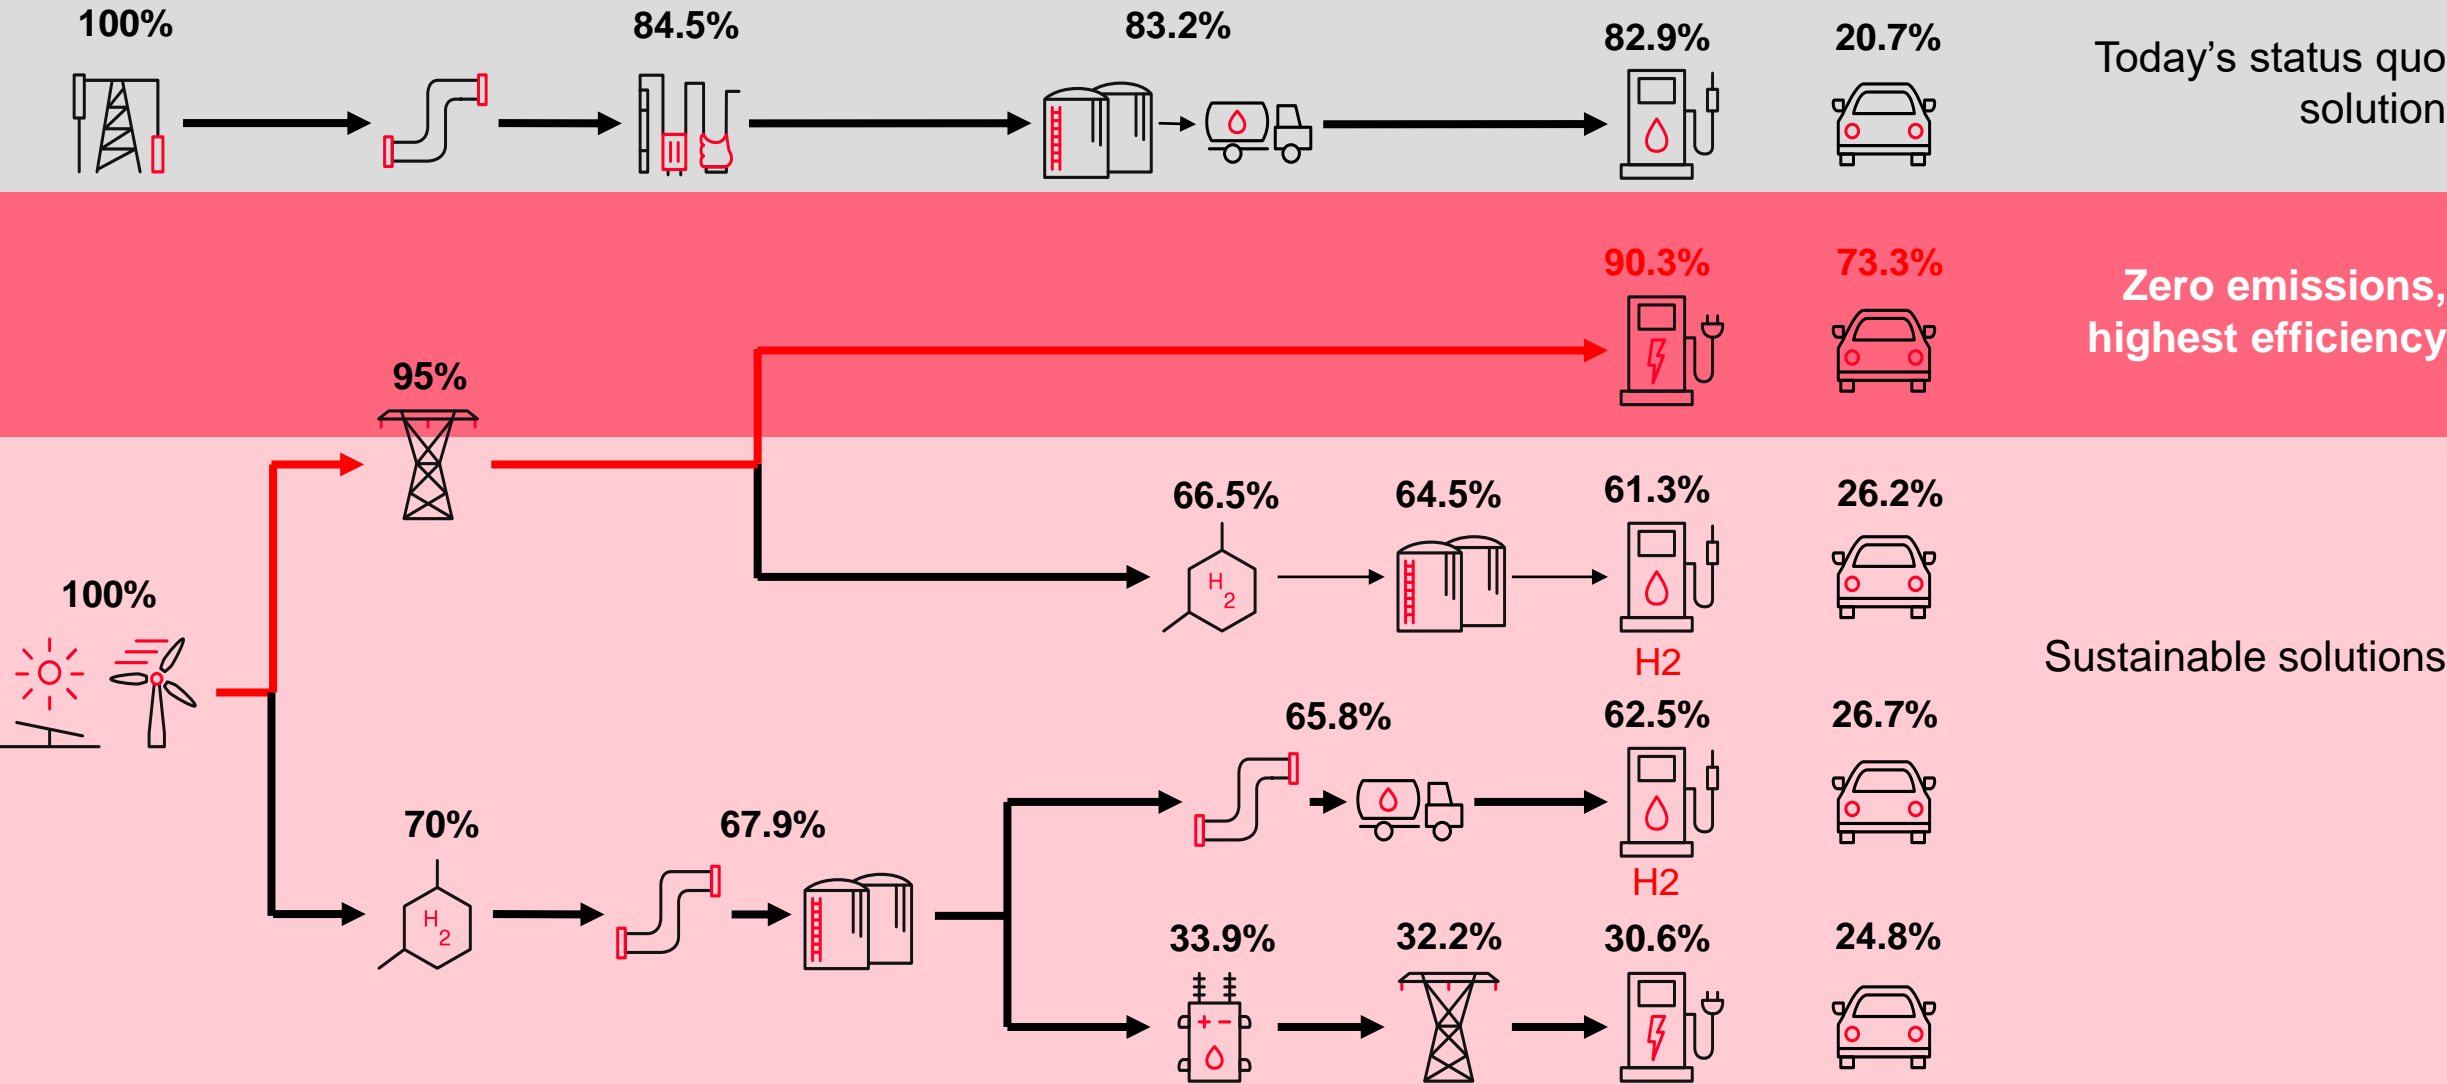 100%
84.5%
83.2%
82.9%
20.7%
Today’s status quo
solution
90.3%
73.3%
Zero emissions,
highest efficiency
95%
66.5%
64.5%
61.3%
26.2%
H
2
H2
100%
Sustainable solutions
65.8%
62.5%
26.7%
H2
70%
67.9%
H
2
33.9%
32.2%
30.6%
24.8%
+ −